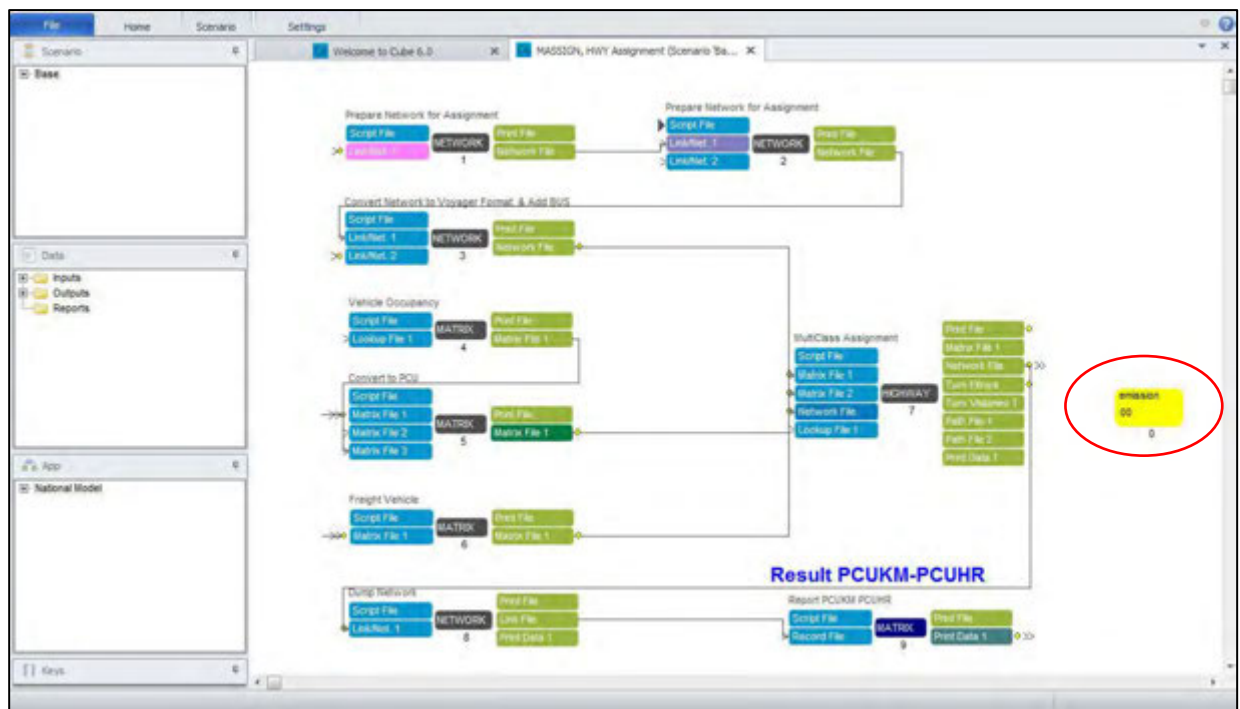 File Home Scenario Settings
Scenario
Welcome to Cube 6.0
MASSIGN, HWY Assignment (Scenario 'Ba...
Base
Prepare Network for Assignment
Script File
Link/Net. 1
NETWORK
1
Print File
Network File
Prepare Network for Assignment
Script File
Link/Net. 1
Link/Net. 2
NETWORK
2
Print File
Network File
Convert Network to Voyager Format & Add BUS
Script File
Link/Net. 1
Link/Net. 2
NETWORK
3
Print File
Network File
Data
Inputs
Outputs
Reports
Vehicle Occupancy
Script File
Lookup File 1
MATRIX
4
Print File
Matrix File 1
Convert to PCU
Script File
Matrix File 1
Matrix File 2
Matrix File 3
MATRIX
5
Print File
Matrix File 1
MultiClass Assignment
Script File
Matrix File 1
Matrix File 2
Network File
Lookup File 1
HIGHWAY
7
Print File
Matrix File 1
Network File
Turn Volumes 1
Path File 1
Path File 2
Print Data 1
emission
00
0
App
National Model
Freight Vehicle
Script File
Matrix File 1
MATRIX
6
Print File
Matrix File 1
Result PCUKM-PCUHR
Dump Network
Script File
Link/Net. 1
NETWORK
8
Print File
Link File
Print Data 1
Report PCUKM PCUHR
Script File
Record File
MATRIX
9
Print File
Print Data 1
Keys